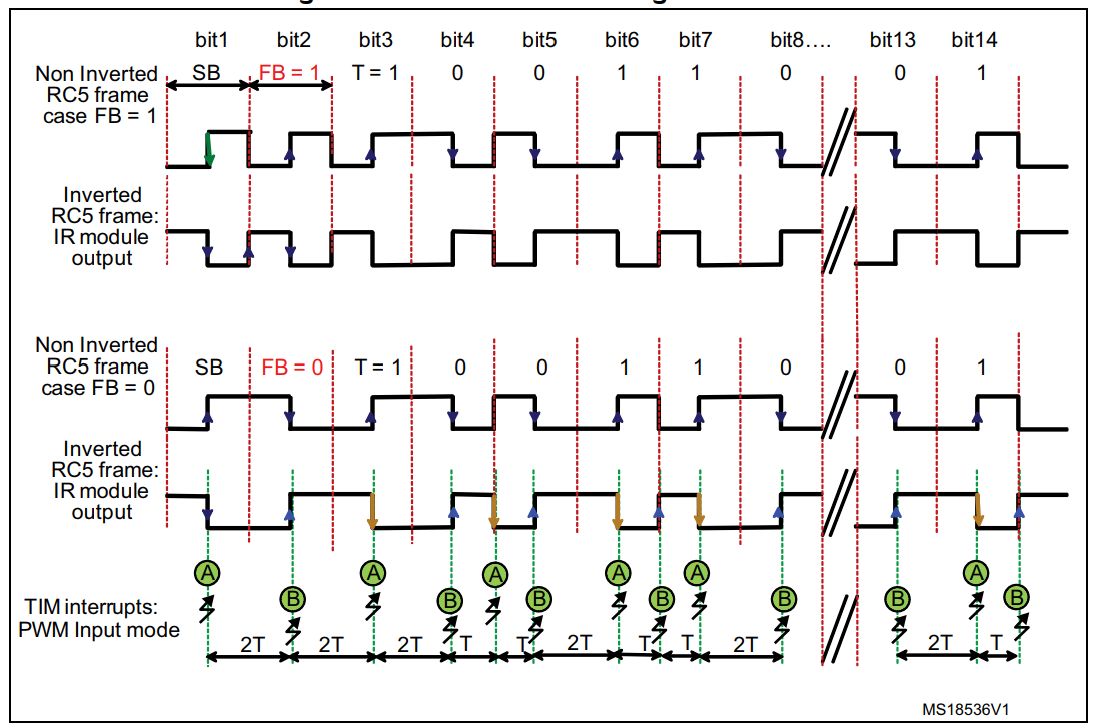 bit1 bit2 bit3 bit4 bit5 bit6 bit7 bit8.... bit13 bit14
Non Inverted
RC5 frame
case FB = 1
SB FB = 1 T = 1 0 0 1 1 0 0 1
Inverted
RC5 frame:
IR module
output
Non Inverted
RC5 frame
case FB = 0
SB FB = 0 T = 1 0 0 1 1 0 0 1
Inverted
RC5 frame:
IR module
output
A B A B A B A B A B B A B
TIM interrupts:
PWM Input mode
2T 2T 2T T T 2T T T 2T 2T T
MS18536V1